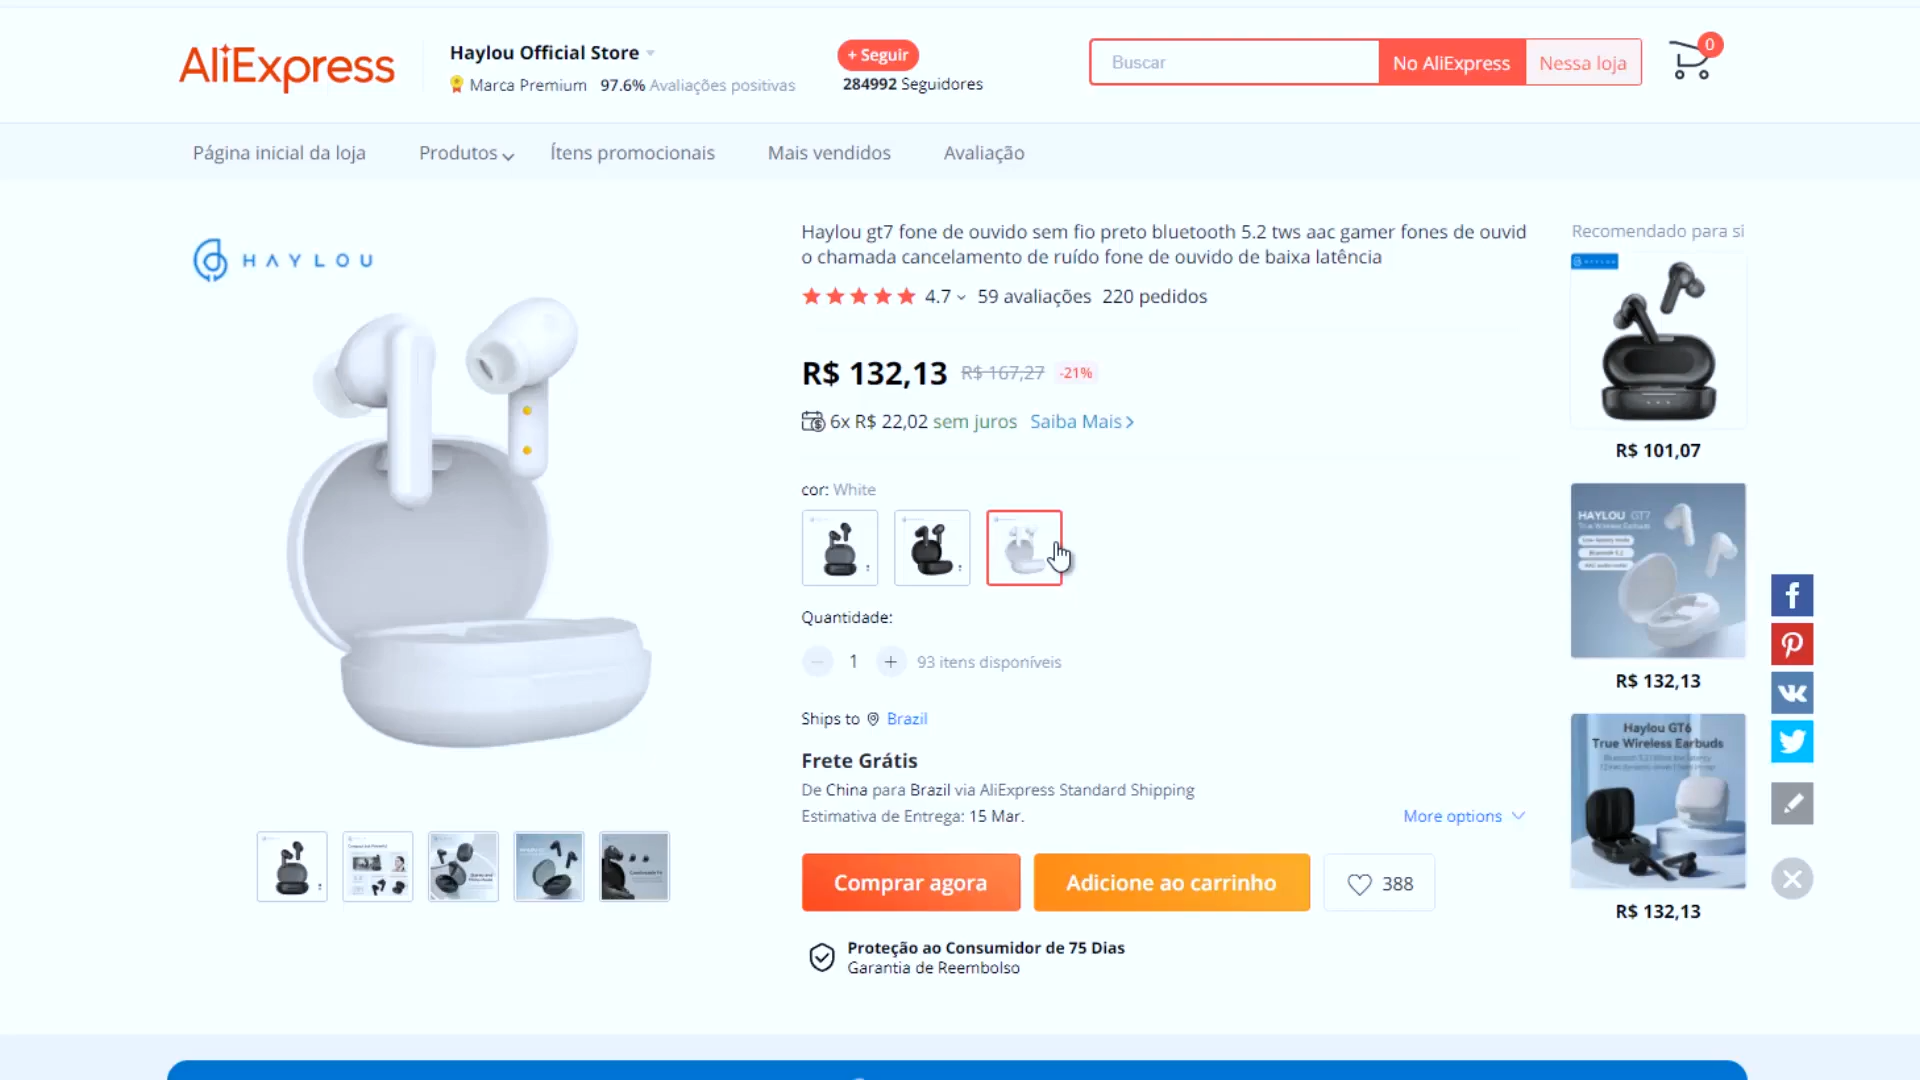 AliExpress
Haylou Official Store
Marca Premium 97.6% Avaliações positivas
+ Seguir
284992 Seguidores
Buscar
No AliExpress
Nessa loja
0
Página inicial da loja
Produtos
Ítens promocionais
Mais vendidos
Avaliação
HAYLOU
Haylou gt7 fone de ouvido sem fio preto bluetooth 5.2 tws aac gamer fones de ouvid
o chamada cancelamento de ruído fone de ouvido de baixa latência
4.7 59 avaliações 220 pedidos
R$ 132,13 R$ 167,27 -21%
6x R$ 22,02 sem juros Saiba Mais
cor: White
Quantidade:
1 + 93 itens disponíveis
Ships to Brazil
Frete Grátis
De China para Brazil via AliExpress Standard Shipping
Estimativa de Entrega: 15 Mar.
More options
Comprar agora
Adicione ao carrinho
388
Proteção ao Consumidor de 75 Dias
Garantia de Reembolso
Recomendado para si
R$ 101,07
HAYLOU GT7
True Wireless Earbuds
R$ 132,13
Haylou GT6
True Wireless Earbuds
R$ 132,13